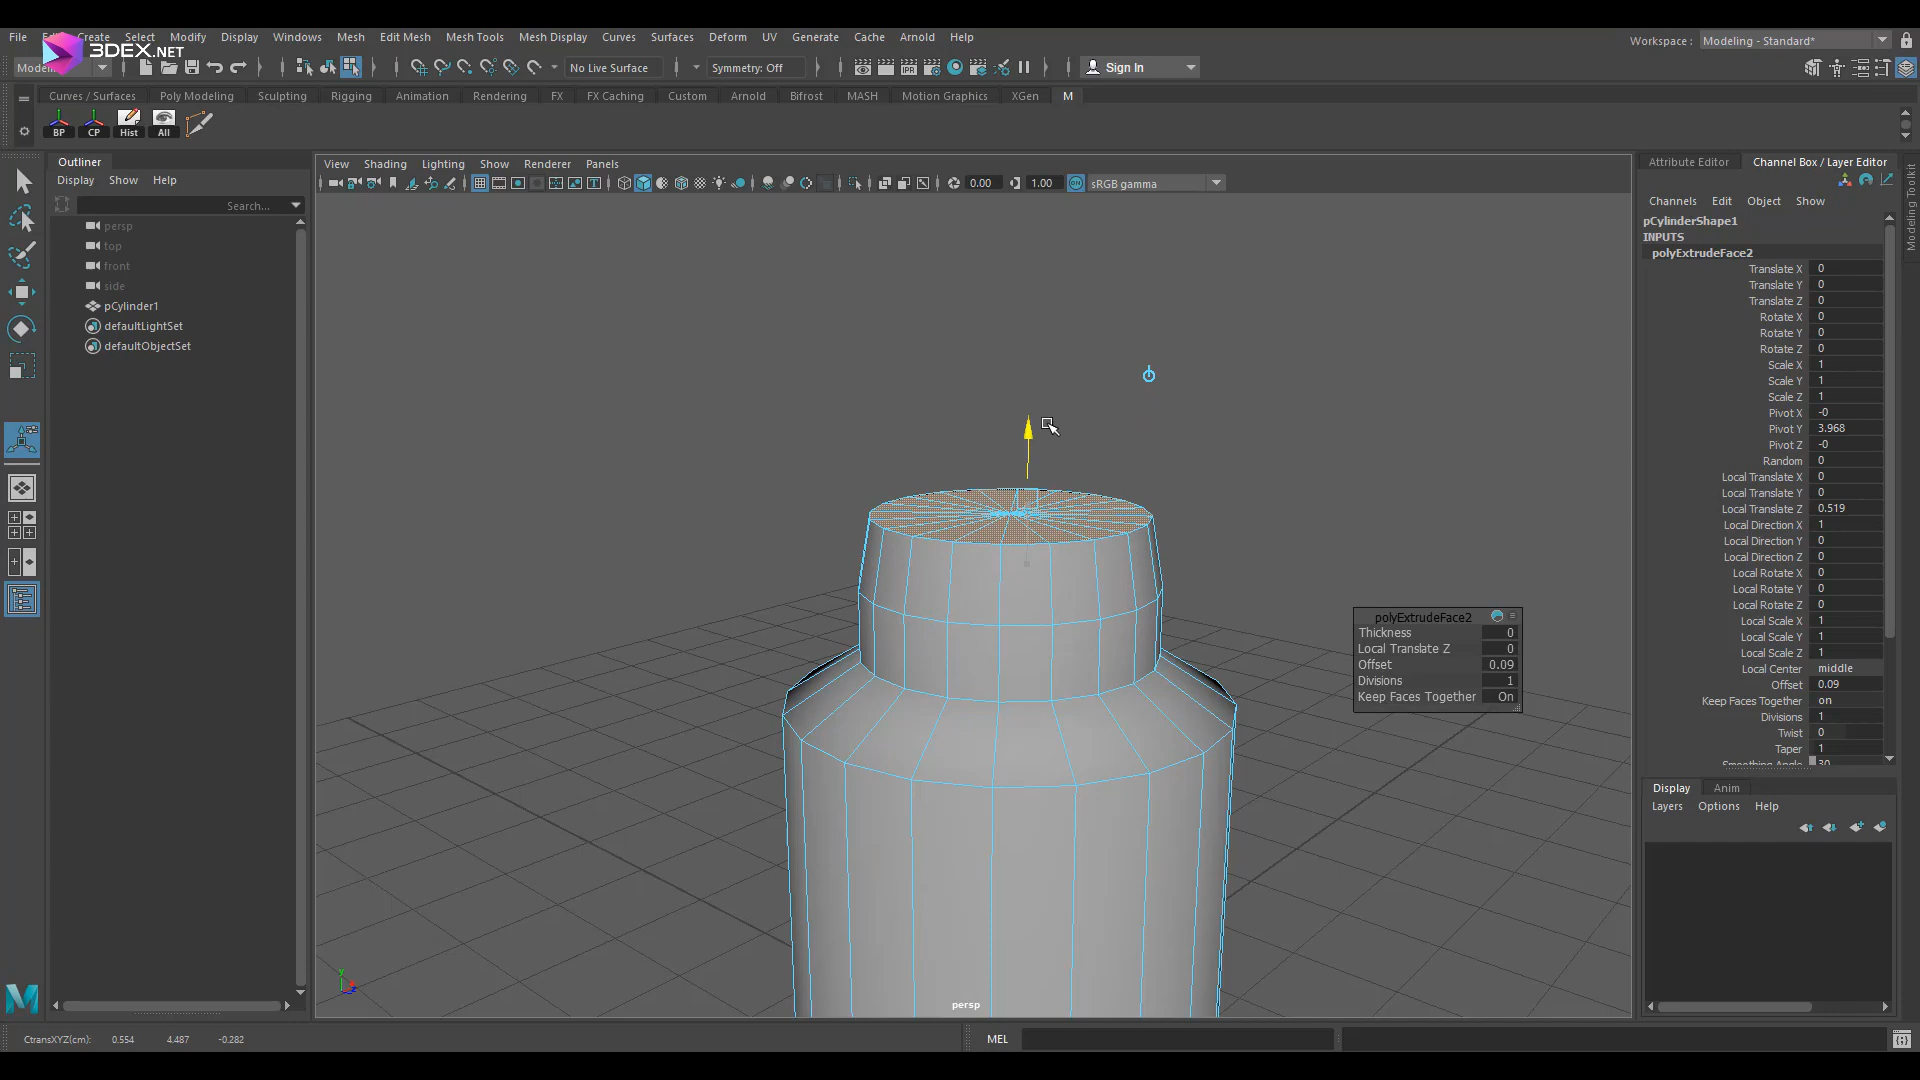 File Edit Create Select Modify Display Windows Mesh Edit Mesh Mesh Tools Mesh Display Curves Surfaces Deform UV Generate Cache Arnold Help
Workspace : Modeling - Standard*
3DEX.NET
No Live Surface
Symmetry: Off
IPR
Sign In
Curves / Surfaces Poly Modeling Sculpting Rigging Animation Rendering FX FX Caching Custom Arnold Bifrost MASH Motion Graphics XGen M
BP CP Hist All
Outliner
Display Show Help
Search...
persp
top
front
side
pCylinder1
defaultLightSet
defaultObjectSet
View Shading Lighting Show Renderer Panels
0.00 1.00 sRGB gamma
polyExtrudeFace2
Thickness 0
Local Translate Z 0
Offset 0.09
Divisions 1
Keep Faces Together On
persp
Attribute Editor Channel Box / Layer Editor
Modeling Toolkit
Channels Edit Object Show
pCylinderShape1
INPUTS
polyExtrudeFace2
Translate X 0
Translate Y 0
Translate Z 0
Rotate X 0
Rotate Y 0
Rotate Z 0
Scale X 1
Scale Y 1
Scale Z 1
Pivot X -0
Pivot Y 3.968
Pivot Z -0
Random 0
Local Translate X 0
Local Translate Y 0
Local Translate Z 0.519
Local Direction X 1
Local Direction Y 0
Local Direction Z 0
Local Rotate X 0
Local Rotate Y 0
Local Rotate Z 0
Local Scale X 1
Local Scale Y 1
Local Scale Z 1
Local Center middle
Offset 0.09
Keep Faces Together on
Divisions 1
Twist 0
Taper 1
Smoothing Angle 30
Display Anim
Layers Options Help
CtransXYZ(cm): 0.554 4.487 -0.282
MEL